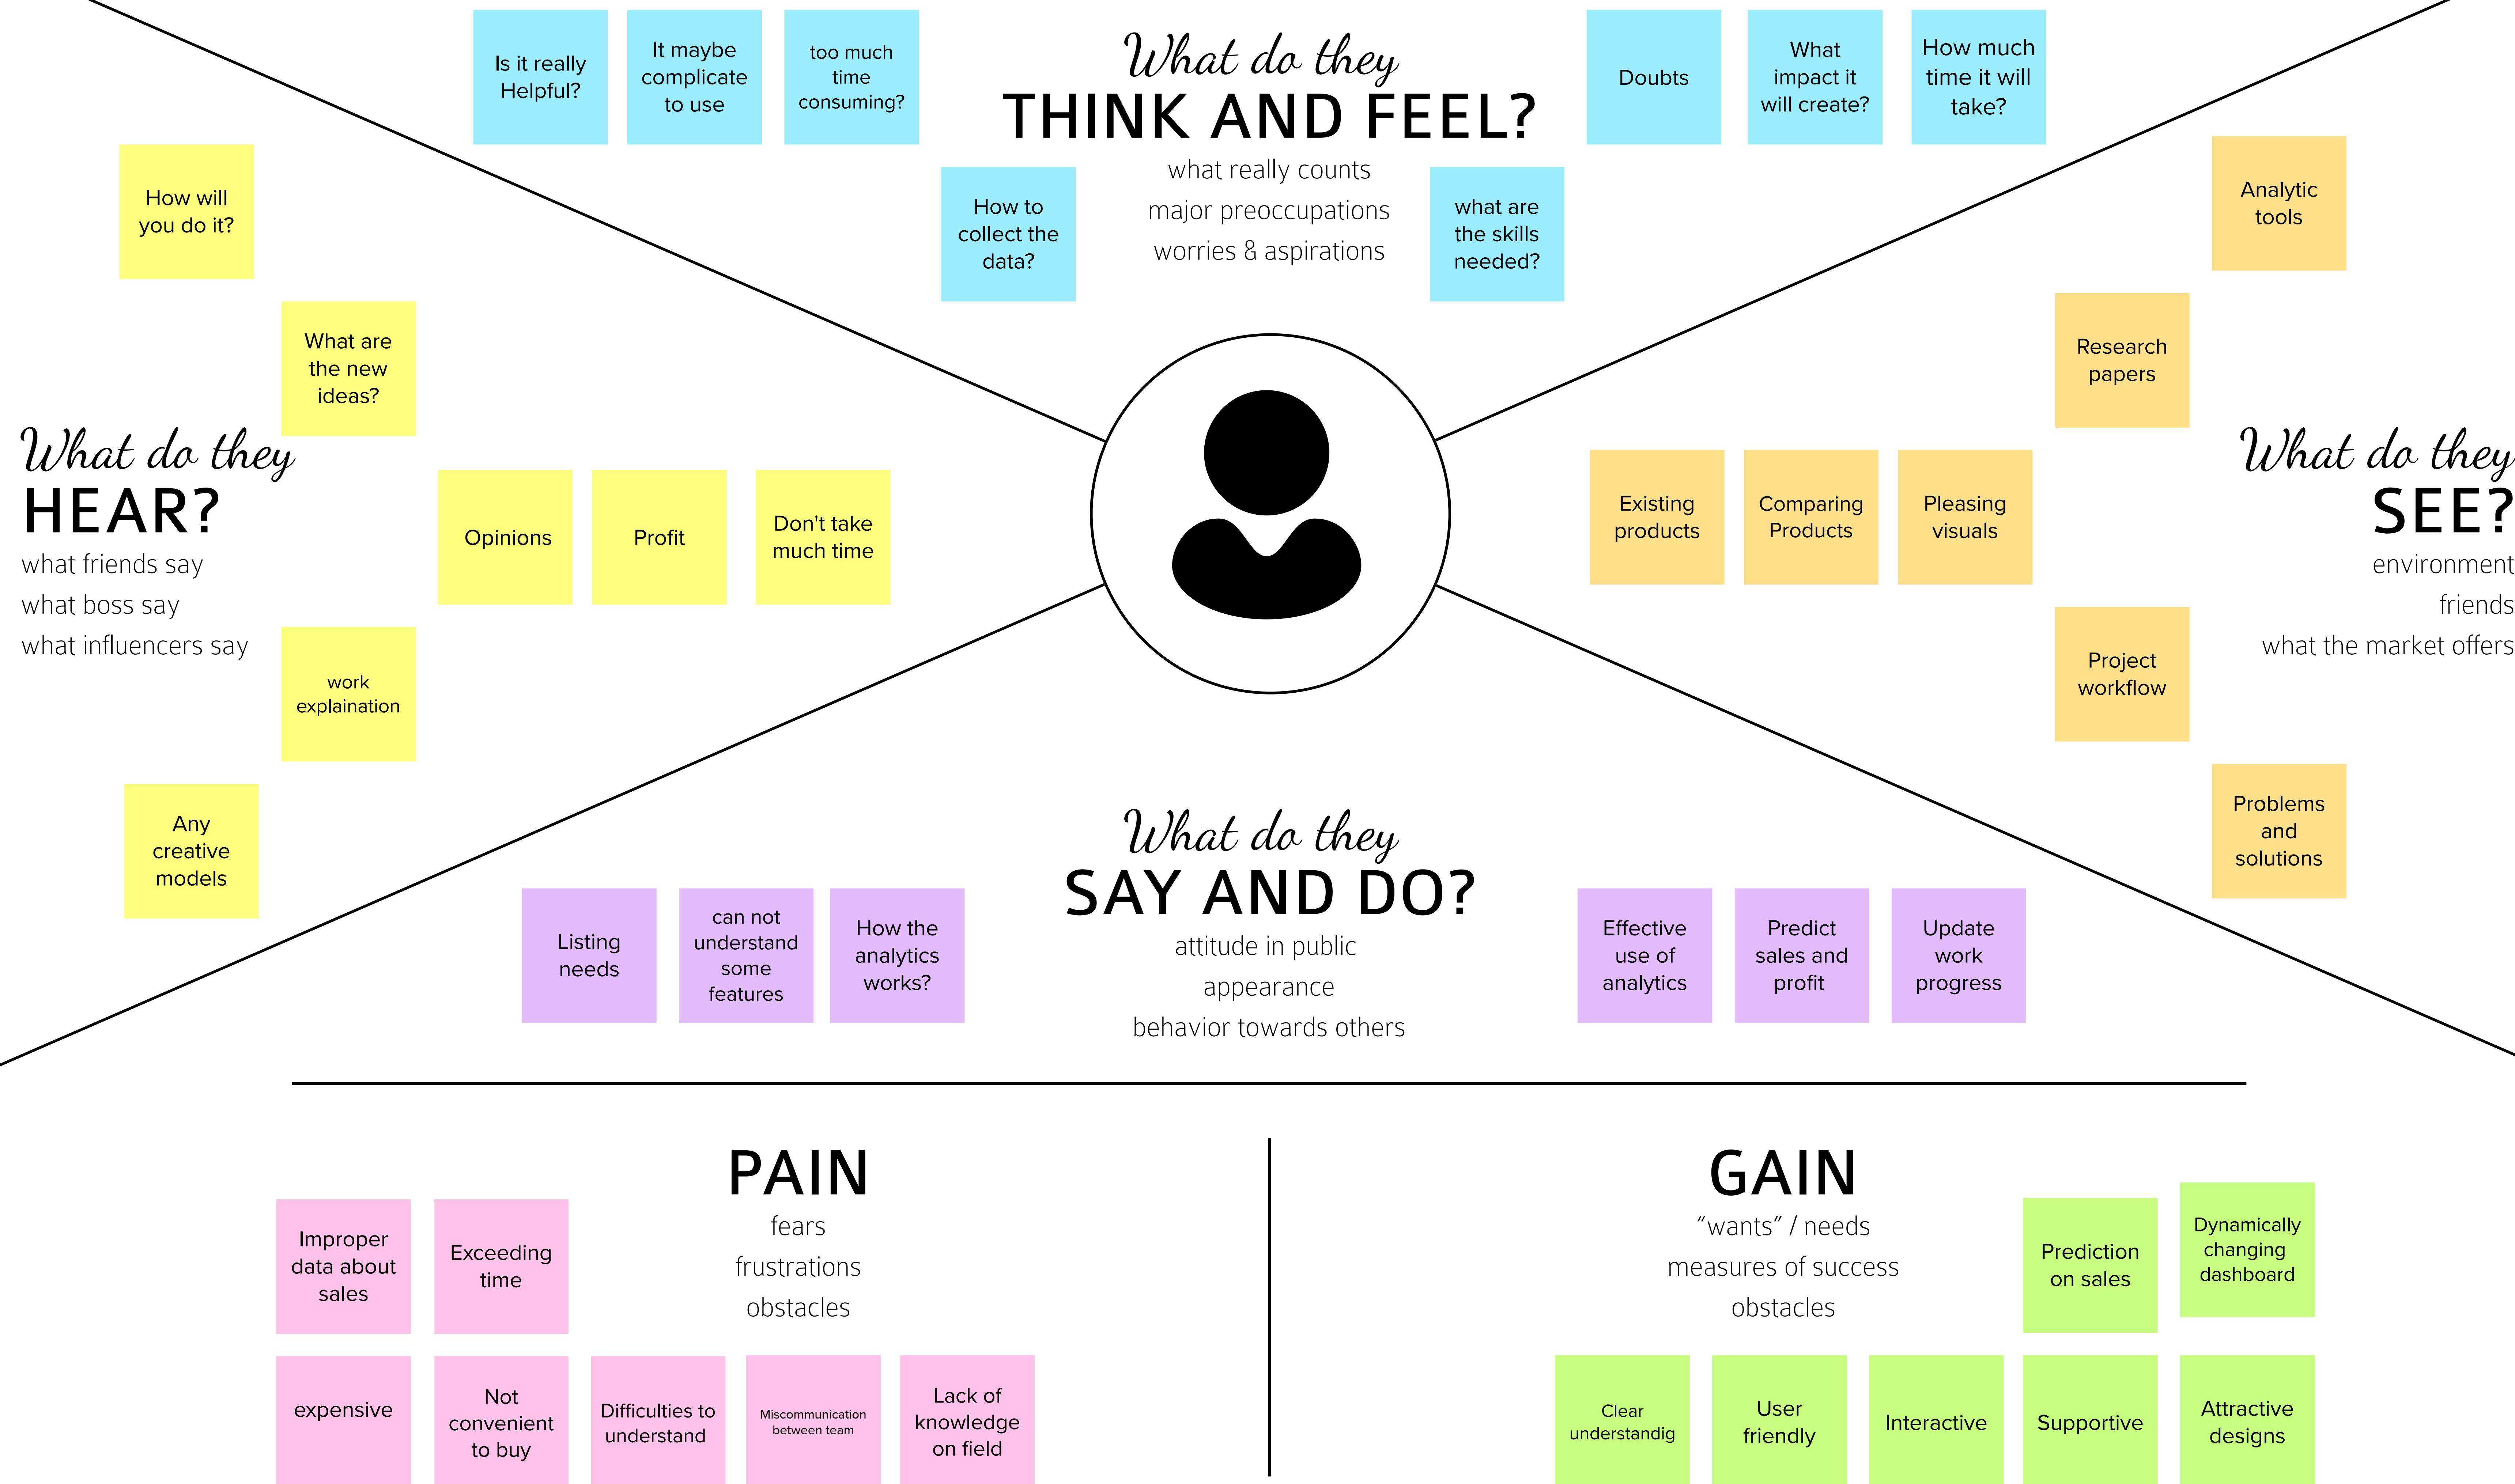 Is it really
Helpful?
It maybe
complicate
to use
too much
time
consuming?
What do they
THINK AND FEEL?
what really counts
major preoccupations
worries & aspirations
How to
collect the
data?
what are
the skills
needed?
Doubts
What
impact it
will create?
How much
time it will
take?
How will
you do it?
What are
the new
ideas?
What do they
HEAR?
what friends say
what boss say
what influencers say
Opinions
Profit
Don't take
much time
work
explaination
Any
creative
models
Analytic
tools
Research
papers
Existing
products
Comparing
Products
Pleasing
visuals
What do they
SEE?
environment
friends
what the market offers
Project
workflow
Problems
and
solutions
What do they
SAY AND DO?
attitude in public
appearance
behavior towards others
Listing
needs
can not
understand
some
features
How the
analytics
works?
Effective
use of
analytics
Predict
sales and
profit
Update
work
progress
PAIN
fears
frustrations
obstacles
Improper
data about
sales
Exceeding
time
expensive
Not
convenient
to buy
Difficulties to
understand
Miscommunication
between team
Lack of
knowledge
on field
GAIN
“wants” / needs
measures of success
obstacles
Prediction
on sales
Dynamically
changing
dashboard
Clear
understandig
User
friendly
Interactive
Supportive
Attractive
designs